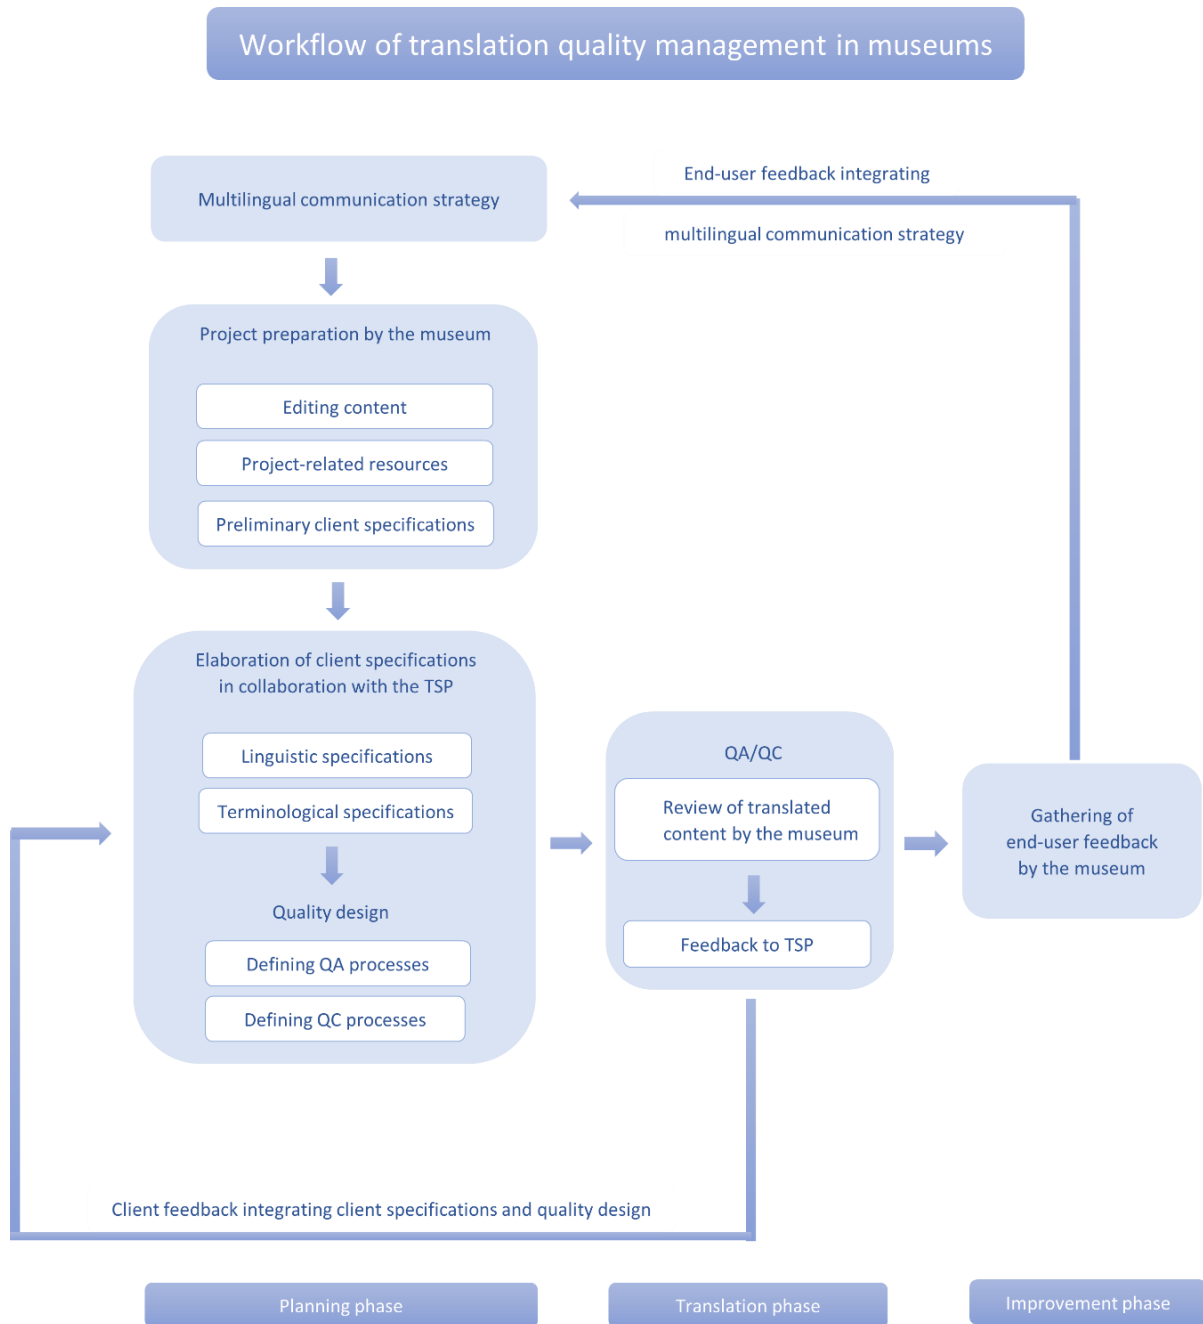 Workflow of translation quality management in museums
Multilingual communication strategy
End-user feedback integrating
multilingual communication strategy
Project preparation by the museum
Editing content
Project-related resources
Preliminary client specifications
Elaboration of client specifications
in collaboration with the TSP
Linguistic specifications
Terminological specifications
Quality design
Defining QA processes
Defining QC processes
QA/QC
Review of translated
content by the museum
Feedback to TSP
Gathering of
end-user feedback
by the museum
Client feedback integrating client specifications and quality design
Planning phase
Translation phase
Improvement phase